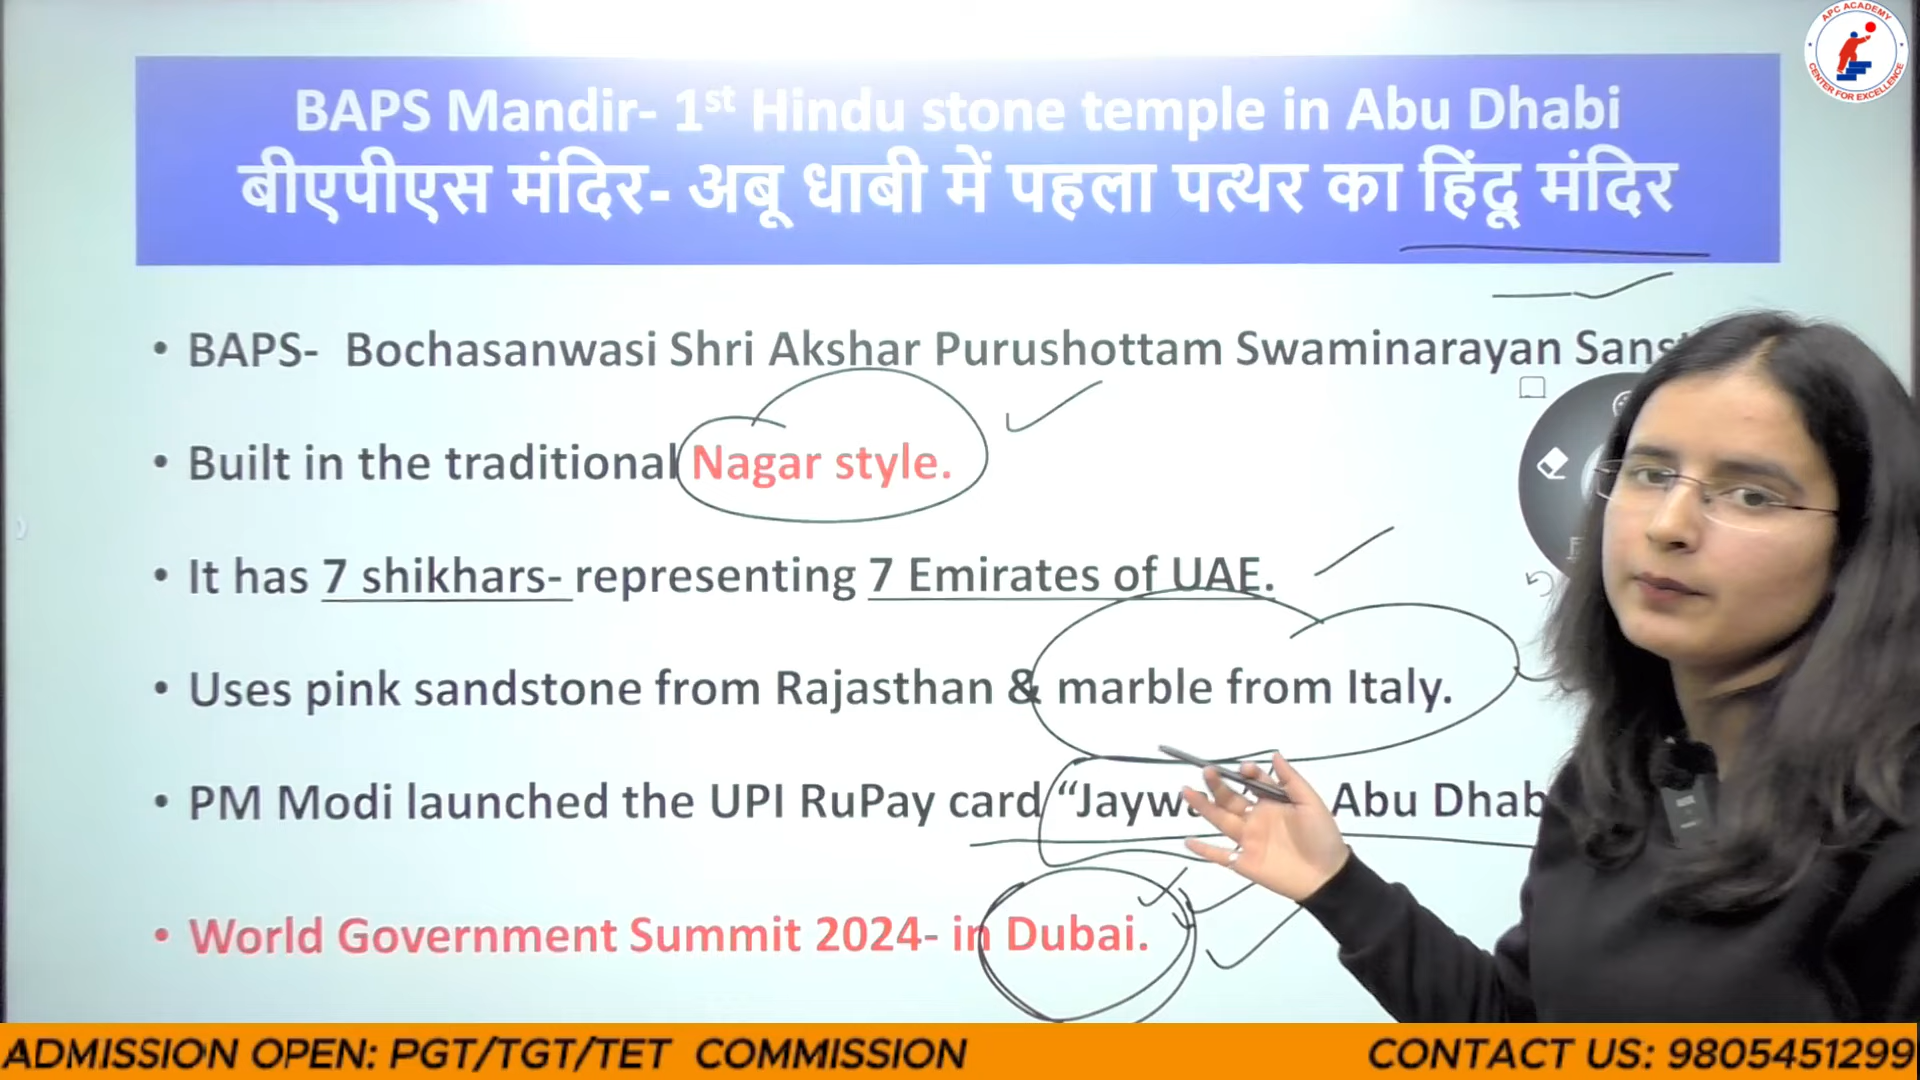 APC ACADEMY
CENTER FOR EXCELLENCE
BAPS Mandir- 1st Hindu stone temple in Abu Dhabi
बीएपीएस मंदिर- अबू धाबी में पहला पत्थर का हिंदू मंदिर
• BAPS- Bochasanwasi Shri Akshar Purushottam Swaminarayan
• Built in the traditional Nagar style.
• It has 7 shikhars- representing 7 Emirates of UAE.
• Uses pink sandstone from Rajasthan & marble from Italy.
• PM Modi launched the UPI RuPay card Abu
• World Government Summit 2024- in Dubai.
ADMISSION OPEN: PGT/TGT/TET COMMISSION
CONTACT US: 9805451299